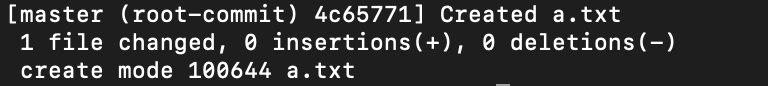 [master (root-commit) 4c65771] Created a.txt
1 file changed, 0 insertions(+), 0 deletions(-)
create mode 100644 a.txt